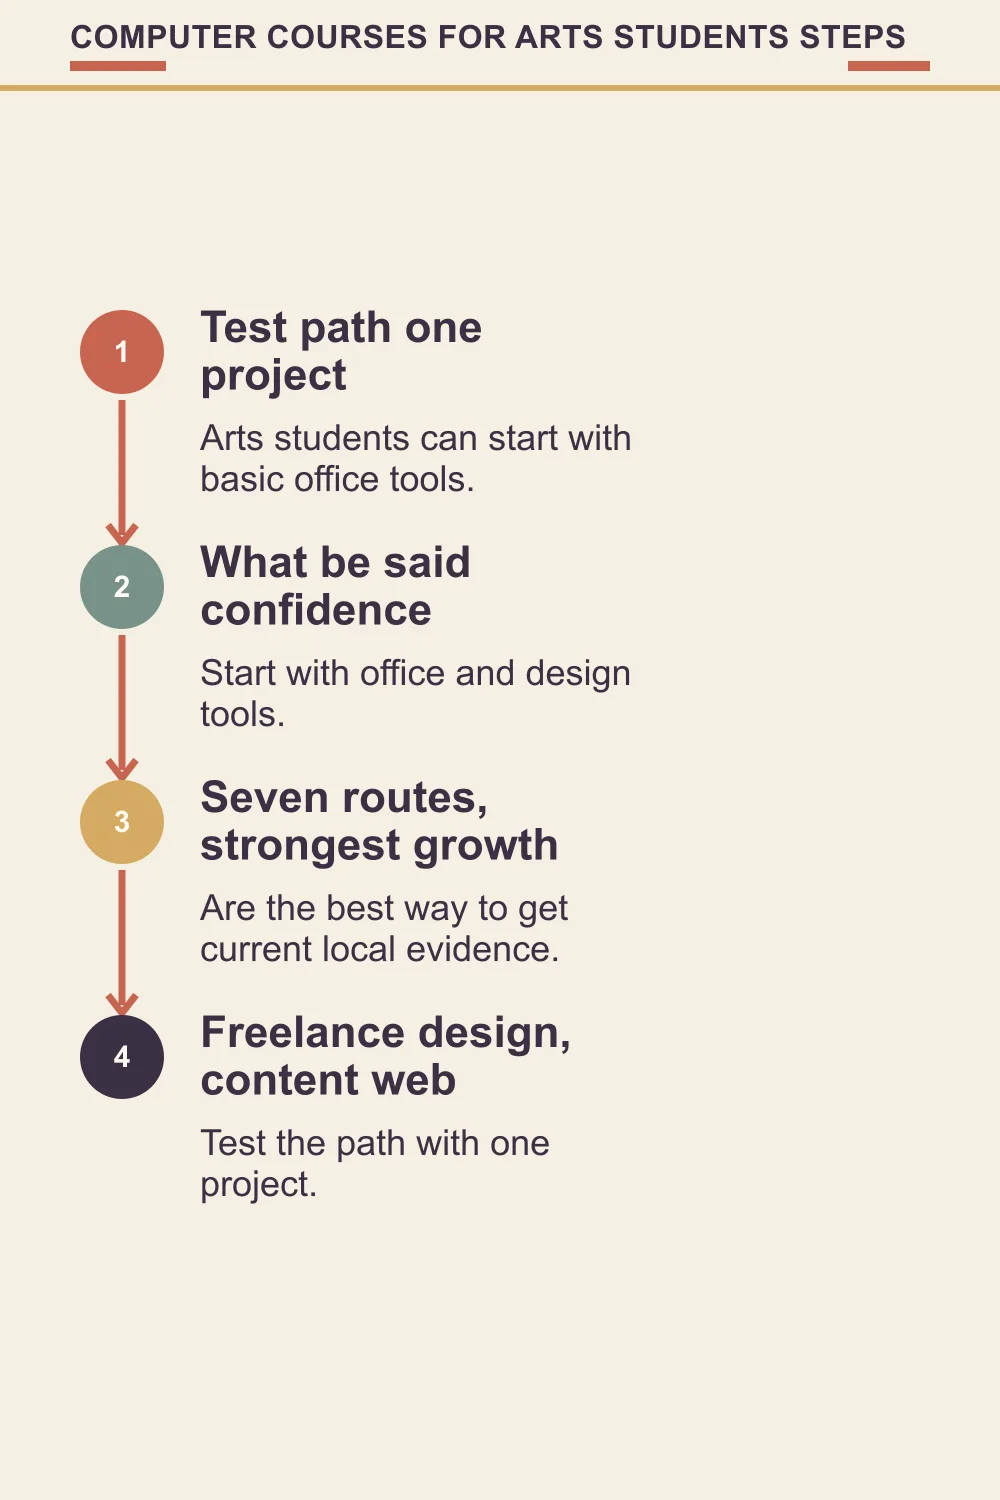 COMPUTER COURSES FOR ARTS STUDENTS STEPS
1
Test path one
project
Arts students can start with
basic office tools.
2
What be said
confidence
Start with office and design
tools.
3
Seven routes,
strongest growth
Are the best way to get
current local evidence.
4
Freelance design,
content web
Test the path with one
project.